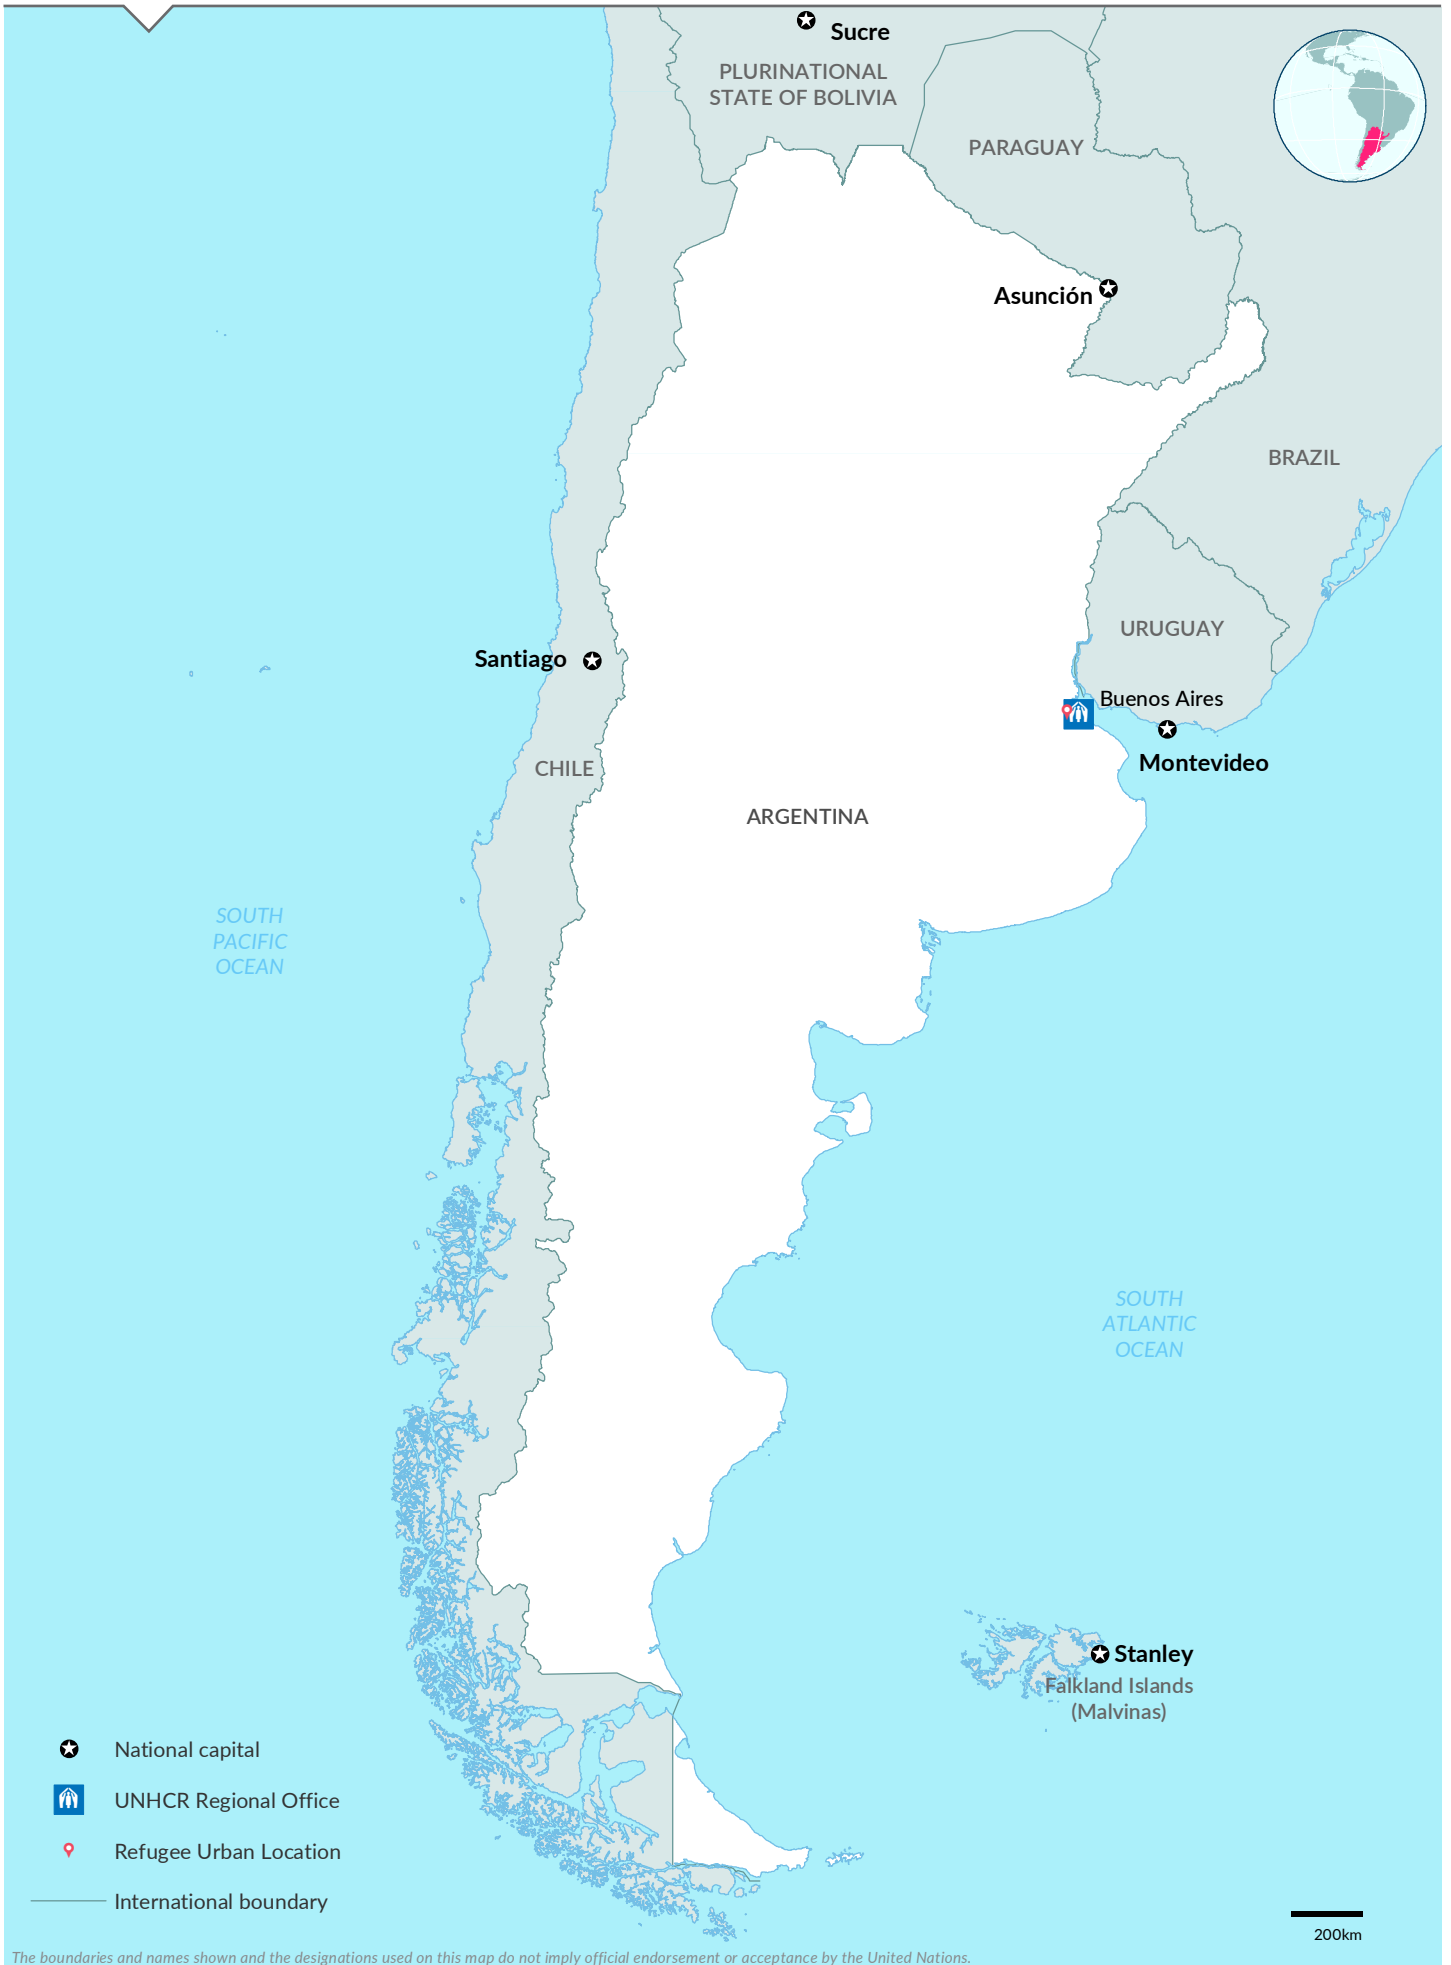 Sucre
PLURINATIONAL
STATE OF BOLIVIA
PARAGUAY
Asunción
BRAZIL
URUGUAY
Santiago
Buenos Aires
Montevideo
CHILE
ARGENTINA
SOUTH
PACIFIC
OCEAN
SOUTH
ATLANTIC
OCEAN
Stanley
Falkland Islands
(Malvinas)
National capital
UNHCR Regional Office
Refugee Urban Location
International boundary
200km
The boundaries and names shown and the designations used on this map do not imply official endorsement or acceptance by the United Nations.